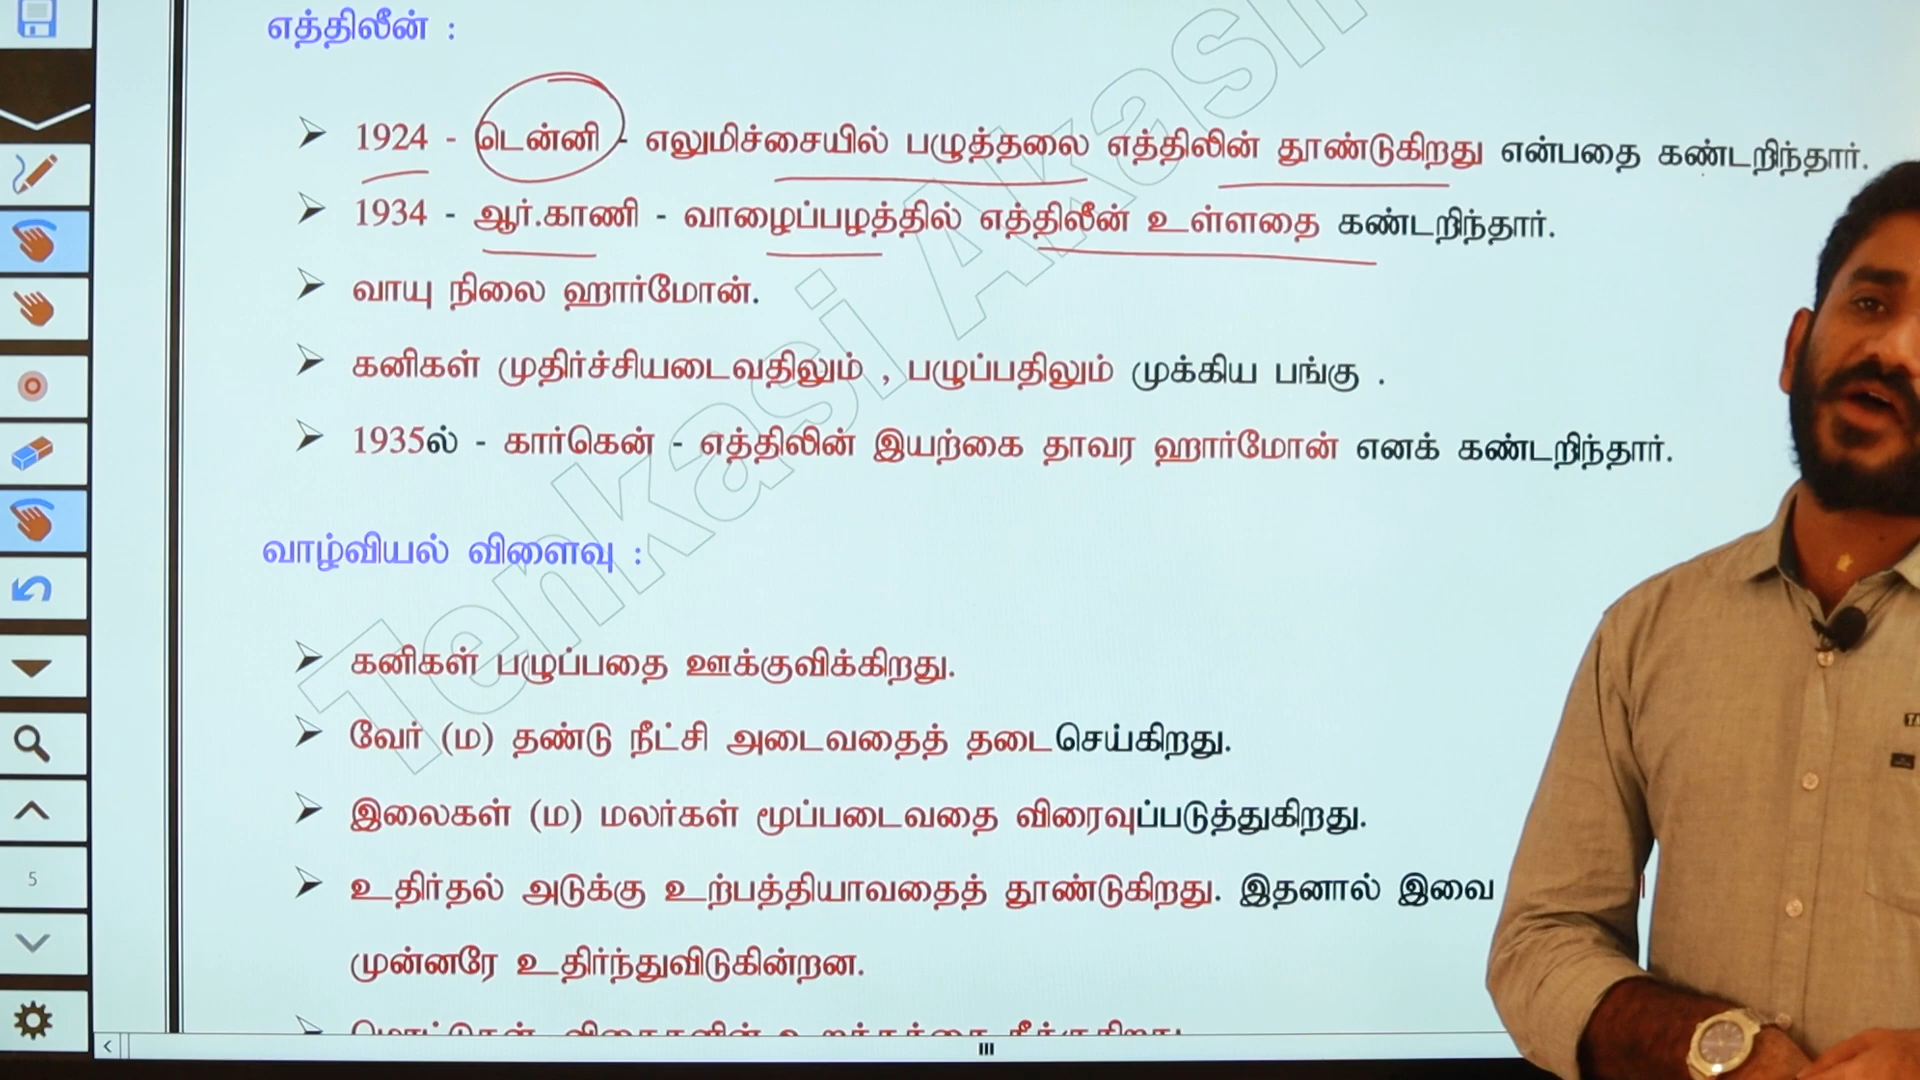 எத்திலீன் :
➤ 1924 - டென்னி - எலுமிச்சையில் பழுத்தலை எத்திலின் தூண்டுகிறது என்பதை கண்டறிந்தார்.
➤ 1934 - ஆர்.காணி - வாழைப்பழத்தில் எத்திலீன் உள்ளதை கண்டறிந்தார்.
➤ வாயு நிலை ஹார்மோன்.
➤ கனிகள் முதிர்ச்சியடைவதிலும் , பழுப்பதிலும் முக்கிய பங்கு .
➤ 1935ல் - கார்கென் - எத்திலின் இயற்கை தாவர ஹார்மோன் எனக் கண்டறிந்தார்.
வாழ்வியல் விளைவு :
➤ கனிகள் பழுப்பதை ஊக்குவிக்கிறது.
➤ வேர் (ம) தண்டு நீட்சி அடைவதைத் தடைசெய்கிறது.
➤ இலைகள் (ம) மலர்கள் மூப்படைவதை விரைவுப்படுத்துகிறது.
➤ உதிர்தல் அடுக்கு உற்பத்தியாவதைத் தூண்டுகிறது. இதனால் இவை
முன்னரே உதிர்ந்துவிடுகின்றன.
Tenkasi Akash
5